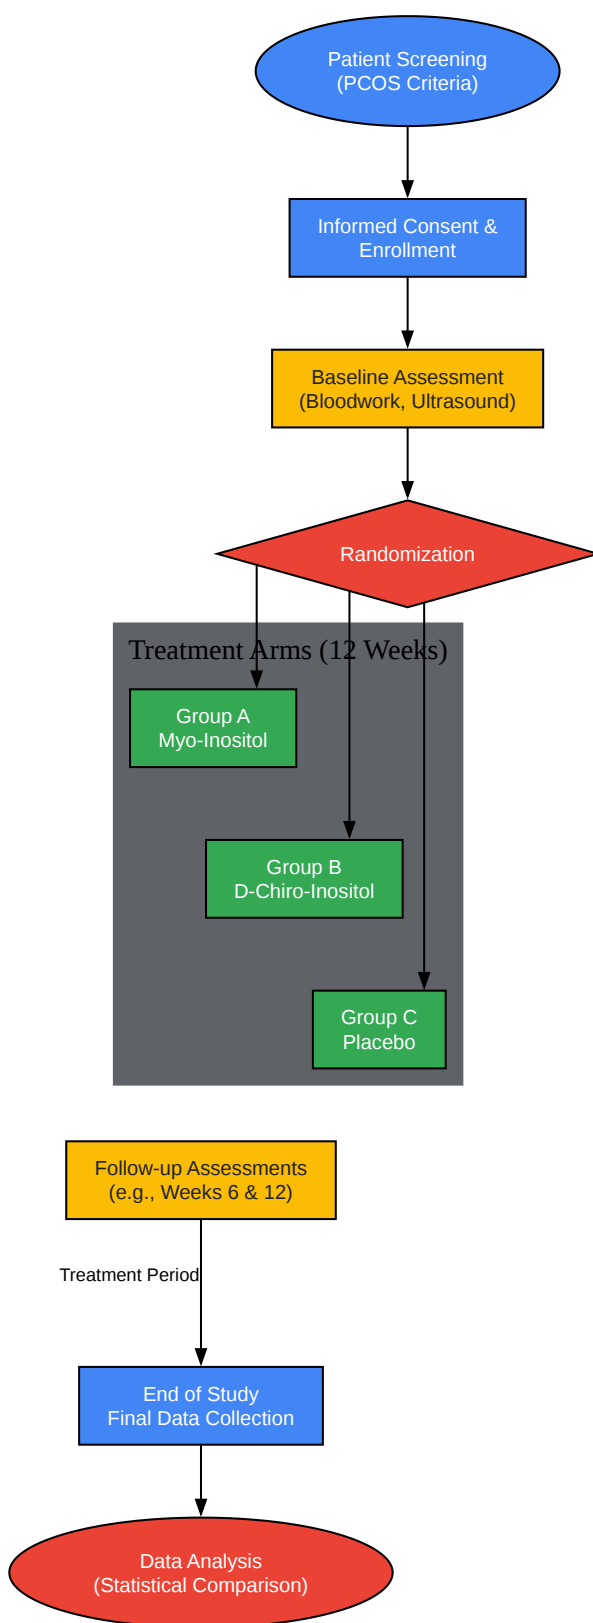 Patient Screening
(PCOS Criteria)
Informed Consent &
Enrollment
Baseline Assessment
(Bloodwork, Ultrasound)
Randomization
Treatment Arms (12 Weeks)
Group A
Myo-Inositol
Group B
D-Chiro-Inositol
Group C
Placebo
Follow-up Assessments
(e.g., Weeks 6 & 12)
Treatment Period
End of Study
Final Data Collection
Data Analysis
(Statistical Comparison)